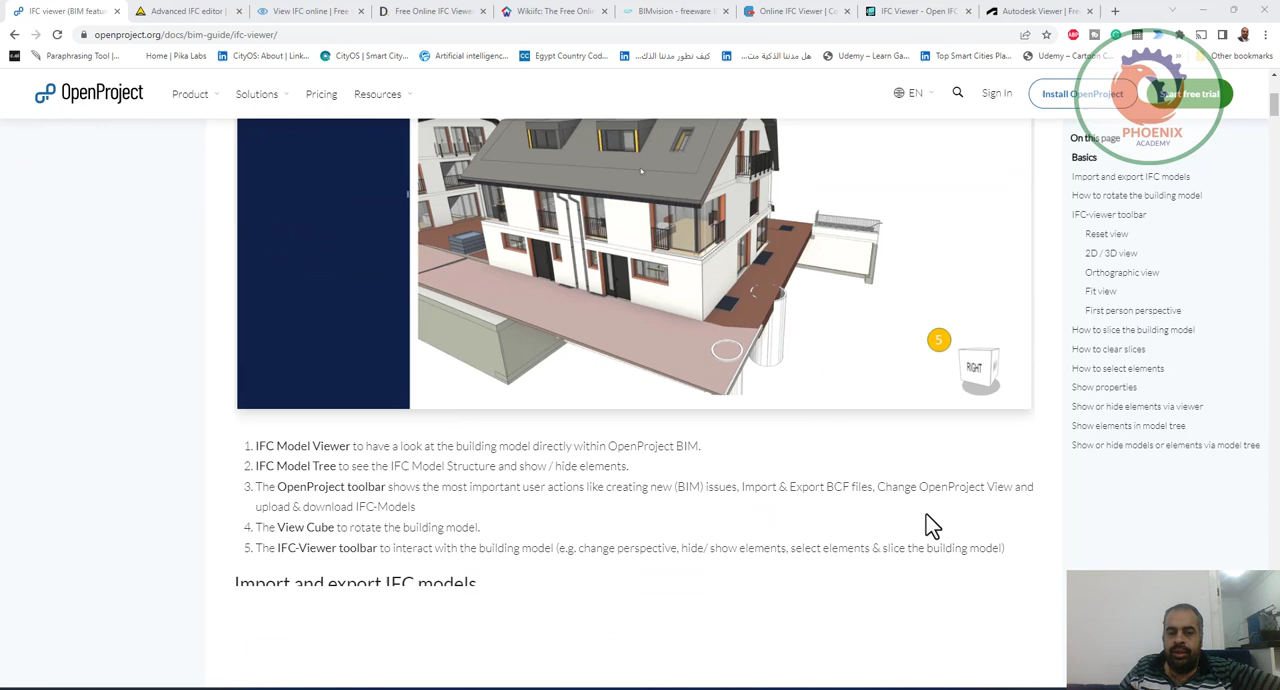 IFC viewer (BIM featu
Advanced IFC editor |
View IFC online | Free
Free Online IFC Viewer
Wikiifc: The Free Onlin
BIMvision - freeware I
Online IFC Viewer | Co
IFC Viewer - Open IFC
Autodesk Viewer | Fre
openproject.org/docs/bim-guide/ifc-viewer/
Paraphrasing Tool |...
Home | Pika Labs
CityOS: About | Link...
CityOS | SmartCity...
Artificial intelligenc...
Egypt Country Cod...
كيف نطور مدننا الذك...
Udemy – Learn Ga...
Top Smart Cities Pla...
مدننا الذكية مت...
Udemy – Cartoon C...
Other bookmarks
OpenProject
Product
Solutions
Pricing
Resources
EN
Sign In
Install OpenProject
Start free trial
PHOENIX
ACADEMY
On this page
Basics
Import and export IFC models
How to rotate the building model
IFC-viewer toolbar
Reset view
2D / 3D view
Orthographic view
Fit view
First person perspective
How to slice the building model
How to clear slices
How to select elements
Show properties
Show or hide elements via viewer
Show elements in model tree
Show or hide models or elements via model tree
5
RIGHT
1. IFC Model Viewer to have a look at the building model directly within OpenProject BIM.
2. IFC Model Tree to see the IFC Model Structure and show / hide elements.
3. The OpenProject toolbar shows the most important user actions like creating new (BIM) issues, Import & Export BCF files, Change OpenProject View and
upload & download IFC-Models
4. The View Cube to rotate the building model.
5. The IFC-Viewer toolbar to interact with the building model (e.g. change perspective, hide/ show elements, select elements & slice the building model)
Import and export IFC models